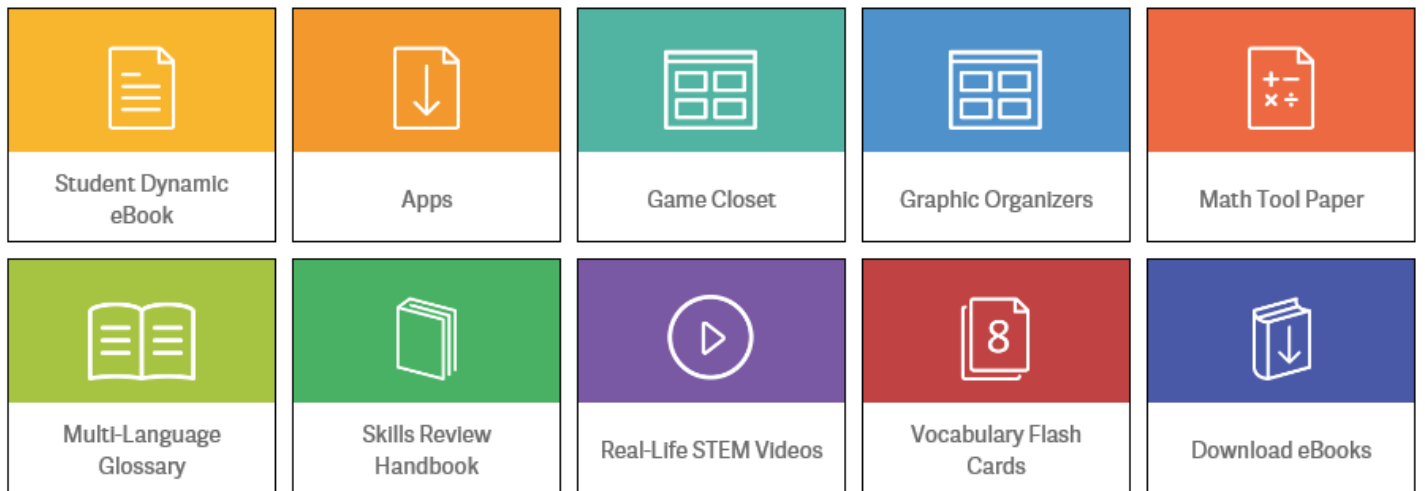 Student Dynamic
eBook
Apps
Game Closet
Graphic Organizers
+ −
× ÷
Math Tool Paper
Multi-Language
Glossary
Skills Review
Handbook
Real-Life STEM Videos
8
Vocabulary Flash
Cards
Download eBooks